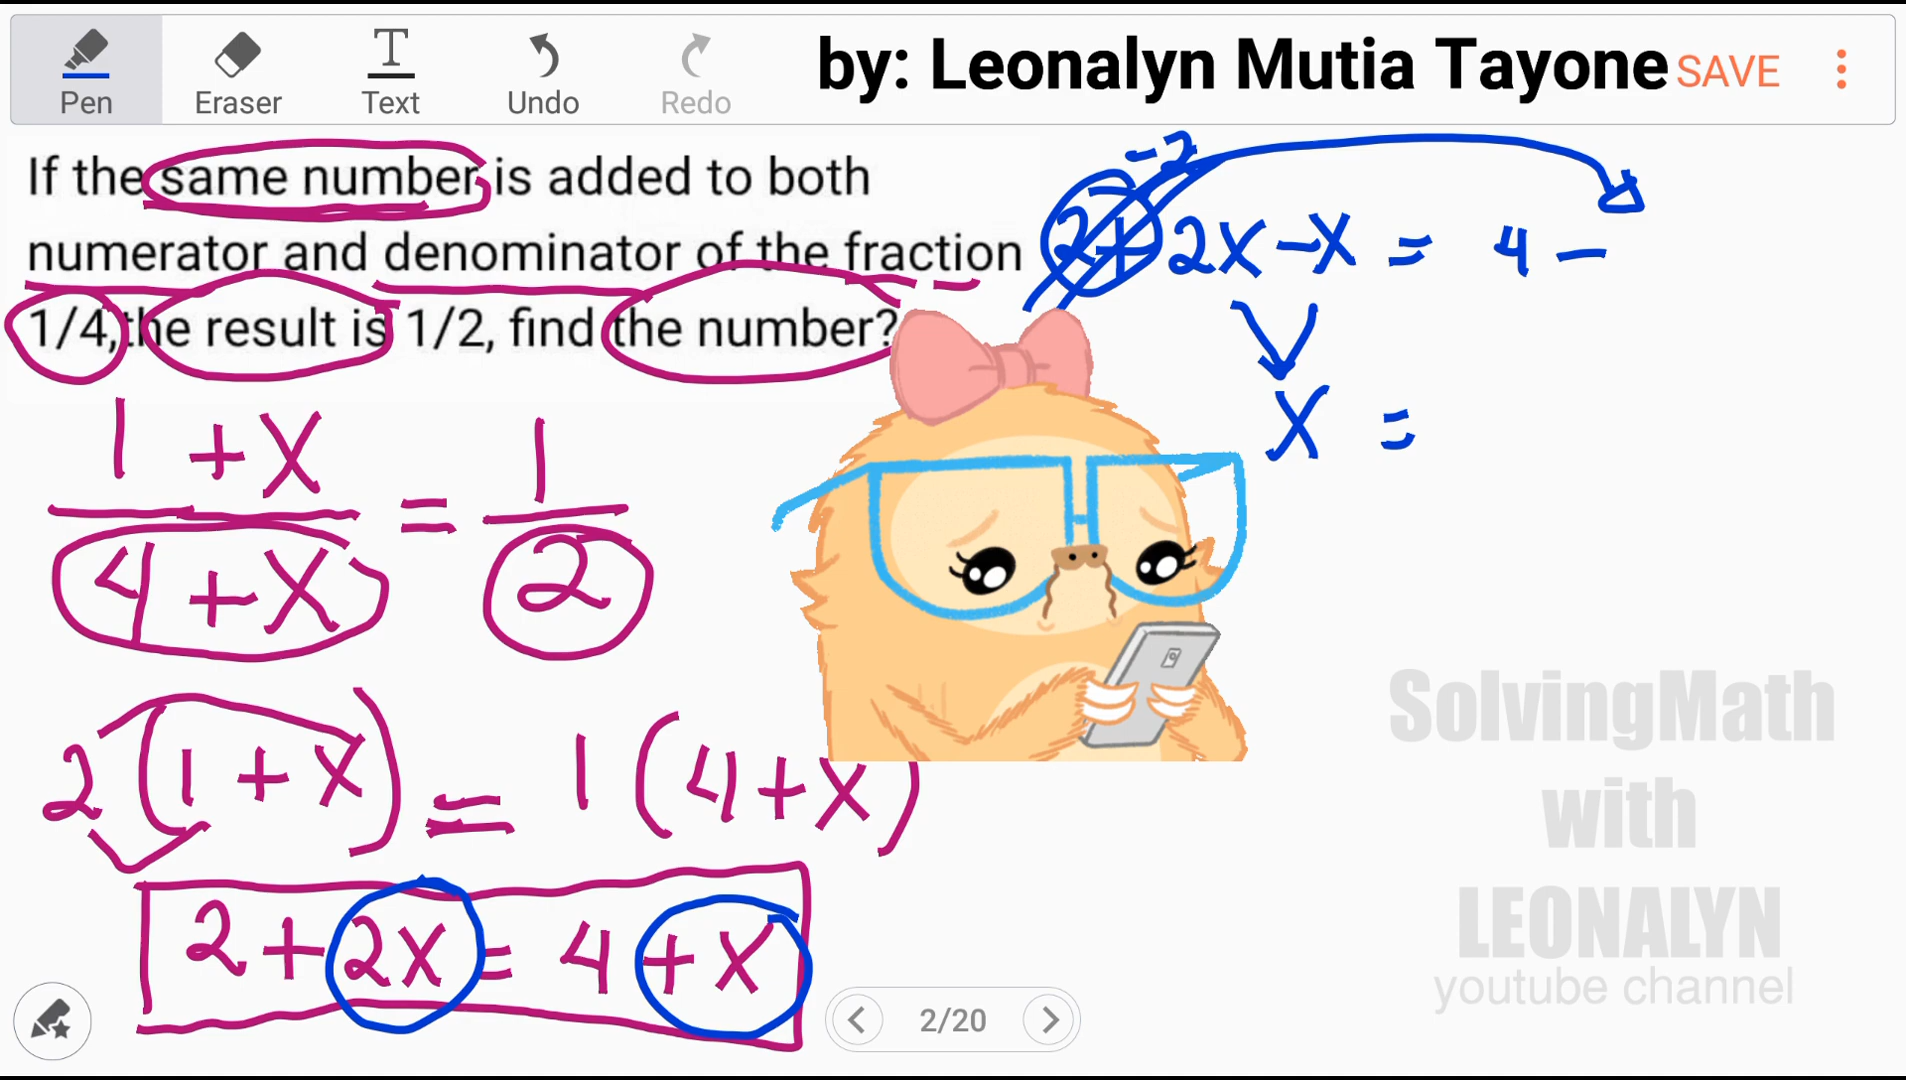 Pen
Eraser
T
Text
Undo
Redo
by: Leonalyn Mutia Tayone
SAVE
If the same number is added to both
numerator and denominator of the fraction
1/4, the result is 1/2, find the number?
-2
2+ 2X-X = 4 -
X =
1 + X
4 + X
=
1
2
2 (1 + X) = 1 (4 + X)
2 + 2X = 4 + X
2/20
SolvingMath
with
LEONALYN
youtube channel